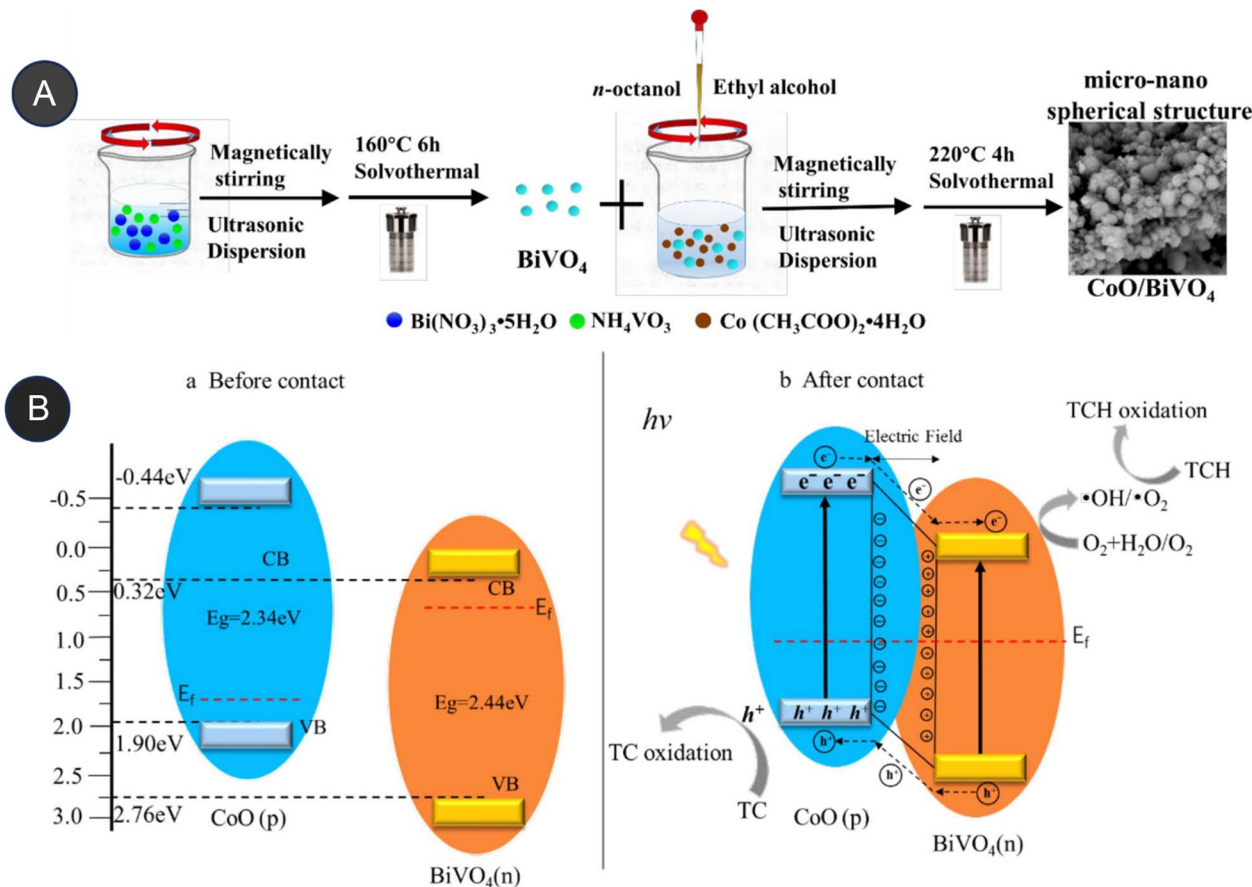 A
n-octanol
Ethyl alcohol
micro-nano
spherical structure
Magnetically
stirring
Ultrasonic
Dispersion
160°C 6h
Solvothermal
BiVO₄
+
Magnetically
stirring
Ultrasonic
Dispersion
220°C 4h
Solvothermal
CoO/BiVO₄
Bi(NO₃)₃•5H₂O
NH₄VO₃
Co (CH₃COO)₂•4H₂O
B
a Before contact
-0.44eV
-0.5
0.0
0.32eV
0.5
1.0
1.5
2.0
1.90eV
2.5
3.0
2.76eV
CB
Eg=2.34eV
Ef
VB
CoO (p)
CB
Ef
Eg=2.44eV
VB
BiVO₄(n)
b After contact
hν
Electric Field
e⁻
e⁻ e⁻ e⁻
e⁻
e⁻
TCH oxidation
TCH
•OH/•O₂
O₂+H₂O/O₂
Ef
h⁺
h⁺ h⁺ h⁺
h⁺
h⁺
h⁺
TC oxidation
TC
CoO (p)
BiVO₄(n)